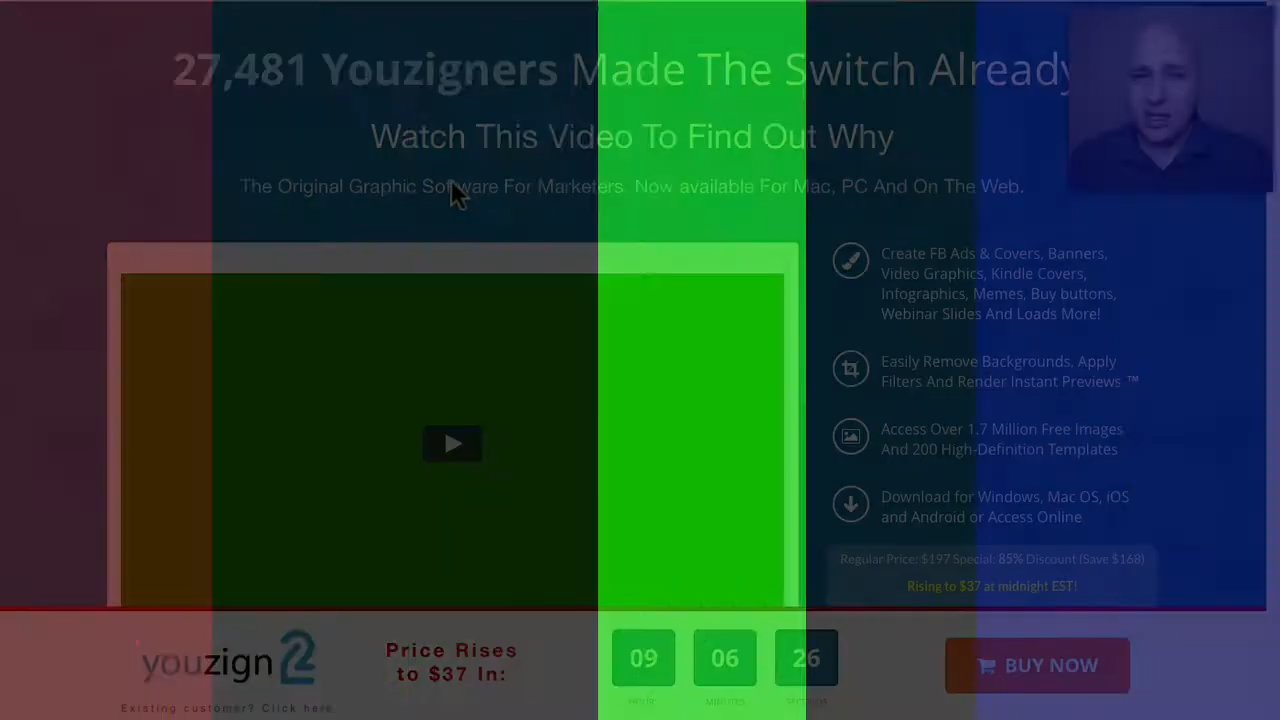 27,481 Youzigners Made The Switch Already
Watch This Video To Find Out Why
The Original Graphic Software For Marketers. Now available For Mac, PC And On The Web.
Create FB Ads & Covers, Banners,
Video Graphics, Kindle Covers,
Infographics, Memes, Buy buttons,
Webinar Slides And Loads More!
Easily Remove Backgrounds, Apply
Filters And Render Instant Previews ™
Access Over 1.7 Million Free Images
And 200 High-Definition Templates
Download for Windows, Mac OS, iOS
and Android or Access Online
Regular Price: $197 Special: 85% Discount (Save $168)
Rising to $37 at midnight EST!
youzign 2
Existing customer? Click here
Price Rises
to $37 In:
09 06 26
HOURS MINUTES SECONDS
BUY NOW